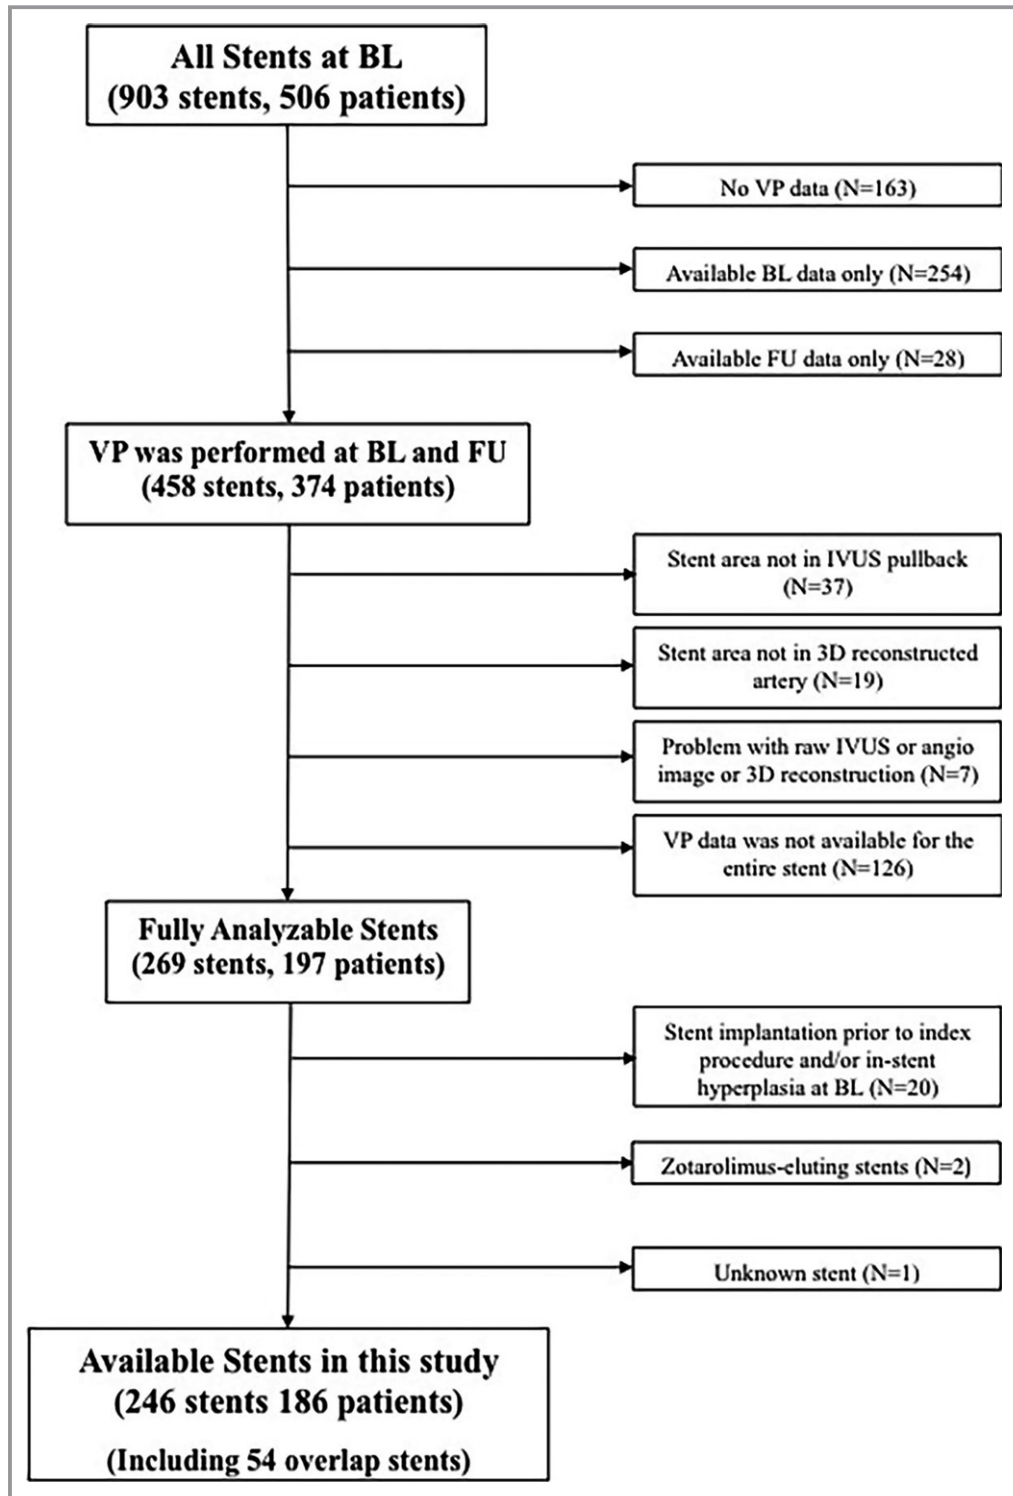 All Stents at BL
(903 stents, 506 patients)
No VP data (N=163)
Available BL data only (N=254)
Available FU data only (N=28)
VP was performed at BL and FU
(458 stents, 374 patients)
Stent area not in IVUS pullback
(N=37)
Stent area not in 3D reconstructed
artery (N=19)
Problem with raw IVUS or angio
image or 3D reconstruction (N=7)
VP data was not available for the
entire stent (N=126)
Fully Analyzable Stents
(269 stents, 197 patients)
Stent implantation prior to index
procedure and/or in-stent
hyperplasia at BL (N=20)
Zotarolimus-eluting stents (N=2)
Unknown stent (N=1)
Available Stents in this study
(246 stents 186 patients)
(Including 54 overlap stents)